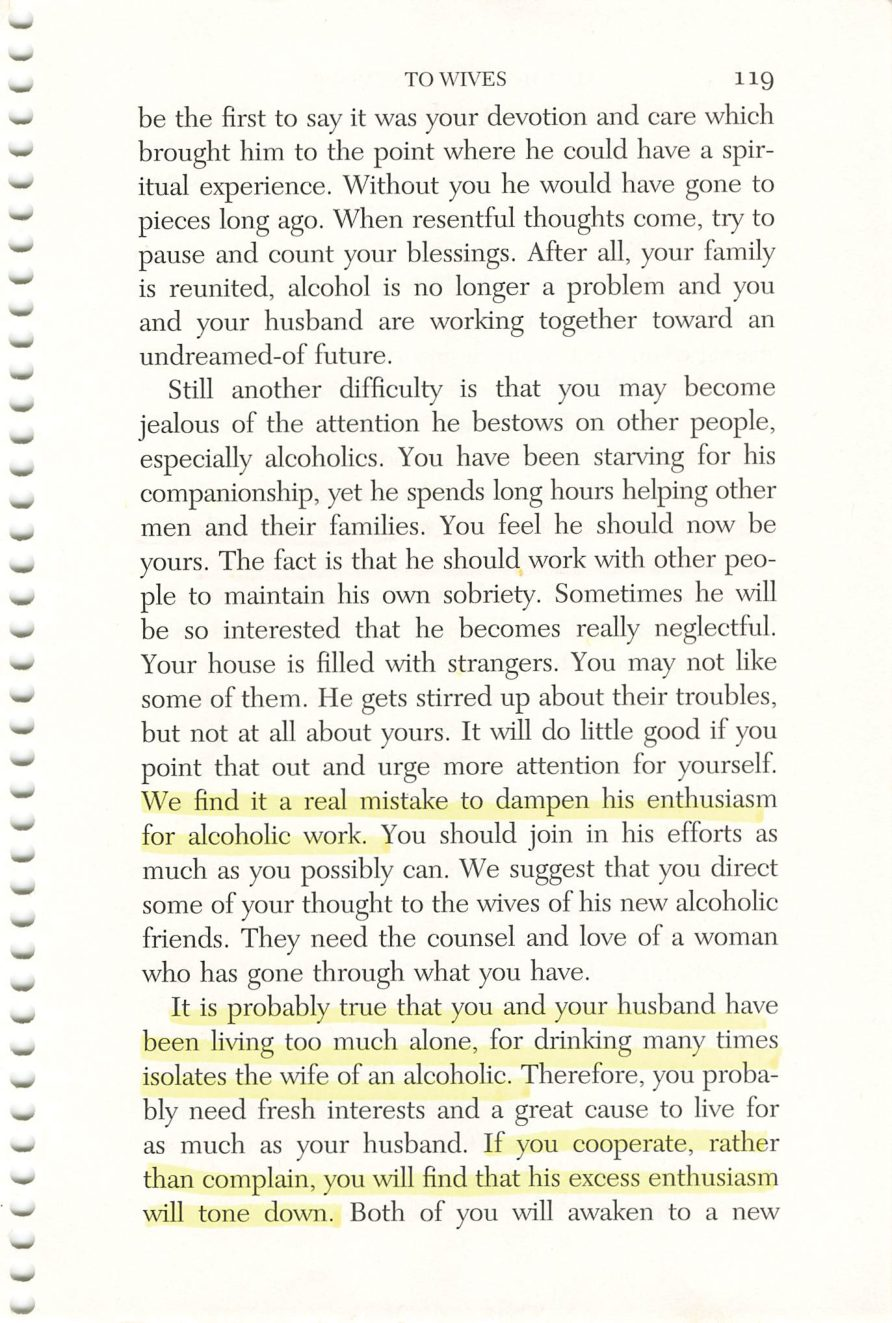 TO WIVES 119
be the first to say it was your devotion and care which
brought him to the point where he could have a spir-
itual experience. Without you he would have gone to
pieces long ago. When resentful thoughts come, try to
pause and count your blessings. After all, your family
is reunited, alcohol is no longer a problem and you
and your husband are working together toward an
undreamed-of future.
Still another difficulty is that you may become
jealous of the attention he bestows on other people,
especially alcoholics. You have been starving for his
companionship, yet he spends long hours helping other
men and their families. You feel he should now be
yours. The fact is that he should work with other peo-
ple to maintain his own sobriety. Sometimes he will
be so interested that he becomes really neglectful.
Your house is filled with strangers. You may not like
some of them. He gets stirred up about their troubles,
but not at all about yours. It will do little good if you
point that out and urge more attention for yourself.
We find it a real mistake to dampen his enthusiasm
for alcoholic work. You should join in his efforts as
much as you possibly can. We suggest that you direct
some of your thought to the wives of his new alcoholic
friends. They need the counsel and love of a woman
who has gone through what you have.
It is probably true that you and your husband have
been living too much alone, for drinking many times
isolates the wife of an alcoholic. Therefore, you proba-
bly need fresh interests and a great cause to live for
as much as your husband. If you cooperate, rather
than complain, you will find that his excess enthusiasm
will tone down. Both of you will awaken to a new